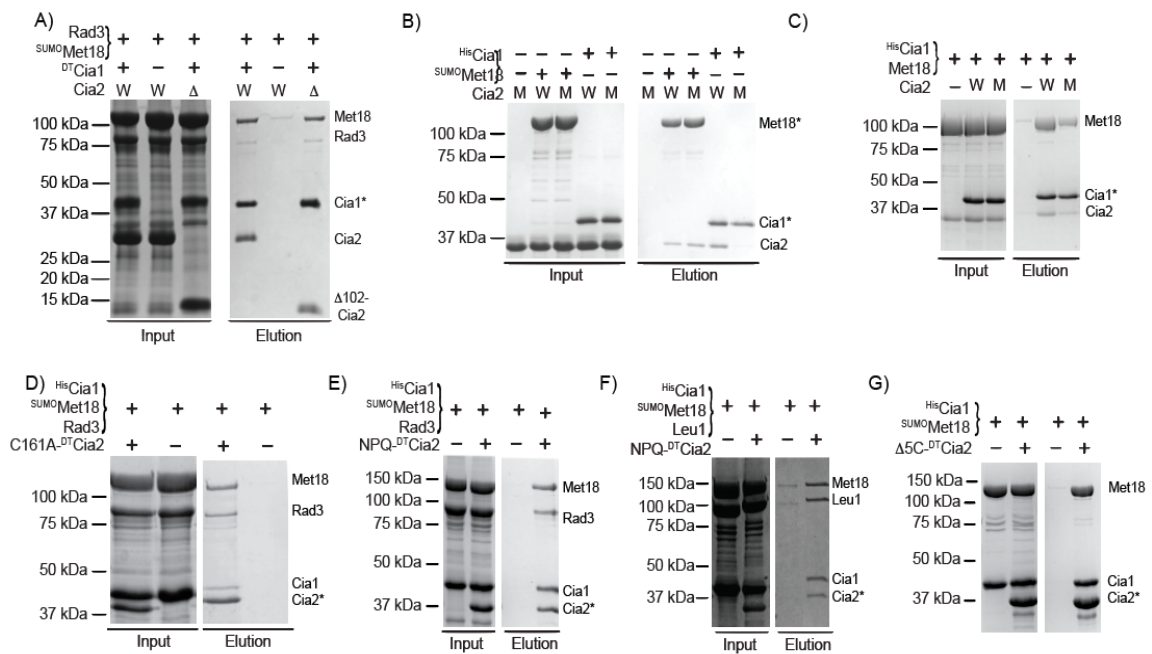 A)
Rad3
SUMOMet18
+ + + + + +
DTCia1 + – + + – +
Cia2 W W Δ W W Δ
100 kDa
75 kDa
50 kDa
37 kDa
25 kDa
20 kDa
15 kDa
Met18
Rad3
Cia1*
Cia2
Δ102-
Cia2
Input Elution
B)
HisCia1 – – – + + – – – + +
SUMOMet18 – + + – – – + + – –
Cia2 M W M W M M W M W M
100 kDa
75 kDa
50 kDa
37 kDa
Met18*
Cia1*
Cia2
Input Elution
C)
HisCia1
Met18
+ + + + + +
Cia2 – W M – W M
100 kDa
75 kDa
50 kDa
37 kDa
Met18
Cia1*
Cia2
Input Elution
D)
HisCia1
SUMOMet18
Rad3
+ + + +
C161A-DTCia2 + – + –
100 kDa
75 kDa
50 kDa
37 kDa
Met18
Rad3
Cia1
Cia2*
Input Elution
E)
HisCia1
SUMOMet18
Rad3
+ + + +
NPQ-DTCia2 – + – +
150 kDa
100 kDa
75 kDa
50 kDa
37 kDa
Met18
Rad3
Cia1
Cia2*
Input Elution
F)
HisCia1
SUMOMet18
Leu1
+ + + +
NPQ-DTCia2 – + – +
150 kDa
100 kDa
75 kDa
50 kDa
37 kDa
Met18
Leu1
Cia1
Cia2*
Input Elution
G)
HisCia1
SUMOMet18
+ + + +
Δ5C-DTCia2 – + – +
150 kDa
100 kDa
75 kDa
50 kDa
37 kDa
Met18
Cia1
Cia2*
Input Elution